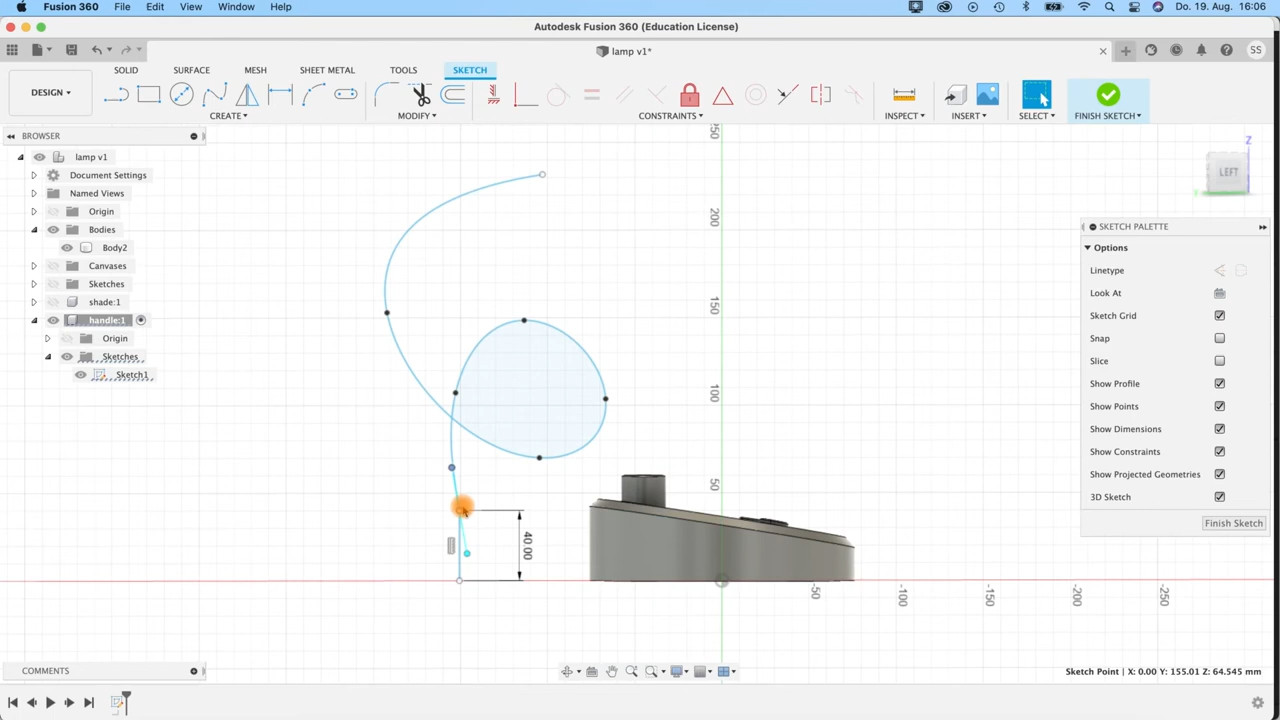 Fusion 360 File Edit View Window Help Do. 19. Aug. 16:06
Autodesk Fusion 360 (Education License)
lamp v1*
SS
SOLID SURFACE MESH SHEET METAL TOOLS SKETCH
DESIGN
CREATE MODIFY CONSTRAINTS INSPECT INSERT SELECT FINISH SKETCH
BROWSER
lamp v1
Document Settings
Named Views
Origin
Bodies
Body2
Canvases
Sketches
shade:1
handle:1
Origin
Sketches
Sketch1
250
200
150
100
50
40.00
-50
-100
-150
-200
-250
Z
LEFT
Y
SKETCH PALETTE
Options
Linetype
Look At
Sketch Grid
Snap
Slice
Show Profile
Show Points
Show Dimensions
Show Constraints
Show Projected Geometries
3D Sketch
Finish Sketch
COMMENTS
Sketch Point | X: 0.00 Y: 155.01 Z: 64.545 mm